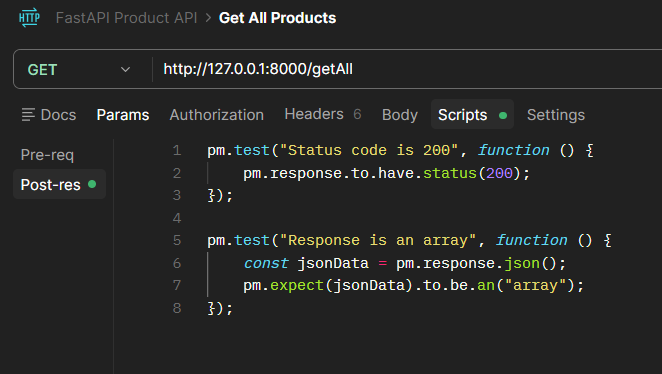 HTTP FastAPI Product API > Get All Products
GET http://127.0.0.1:8000/getAll
Docs Params Authorization Headers 6 Body Scripts Settings
Pre-req
Post-res
1 pm.test("Status code is 200", function () {
2 pm.response.to.have.status(200);
3 });
4
5 pm.test("Response is an array", function () {
6 const jsonData = pm.response.json();
7 pm.expect(jsonData).to.be.an("array");
8 });